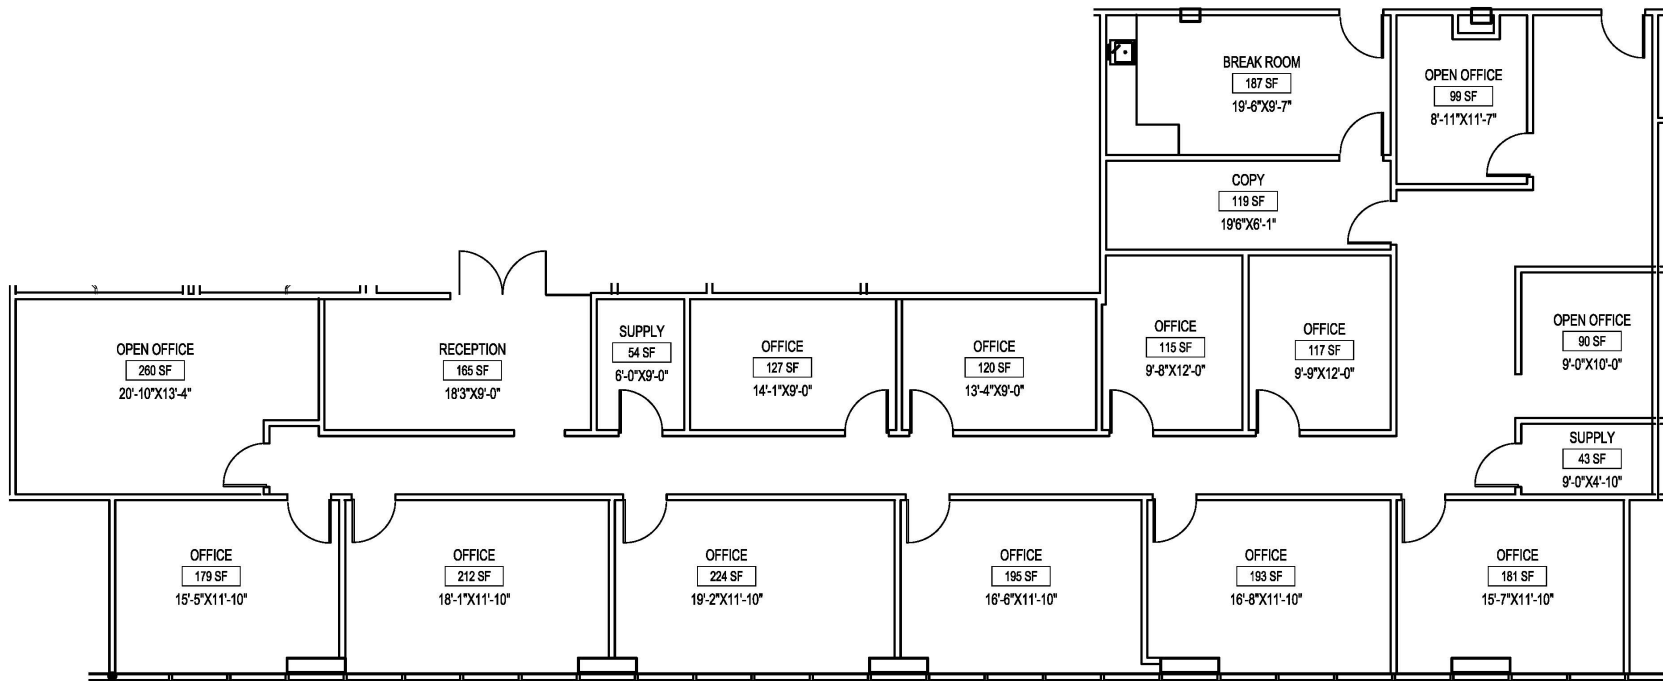 BREAK ROOM
187 SF
19'-6"X9'-7"
OPEN OFFICE
99 SF
8'-11"X11'-7"
COPY
119 SF
19'6"X6'-1"
OPEN OFFICE
260 SF
20'-10"X13'-4"
RECEPTION
165 SF
18'3"X9'-0"
SUPPLY
54 SF
6'-0"X9'-0"
OFFICE
127 SF
14'-1"X9'-0"
OFFICE
120 SF
13'-4"X9'-0"
OFFICE
115 SF
9'-8"X12'-0"
OFFICE
117 SF
9'-9"X12'-0"
OPEN OFFICE
90 SF
9'-0"X10'-0"
SUPPLY
43 SF
9'-0"X4'-10"
OFFICE
179 SF
15'-5"X11'-10"
OFFICE
212 SF
18'-1"X11'-10"
OFFICE
224 SF
19'-2"X11'-10"
OFFICE
195 SF
16'-6"X11'-10"
OFFICE
193 SF
16'-8"X11'-10"
OFFICE
181 SF
15'-7"X11'-10"